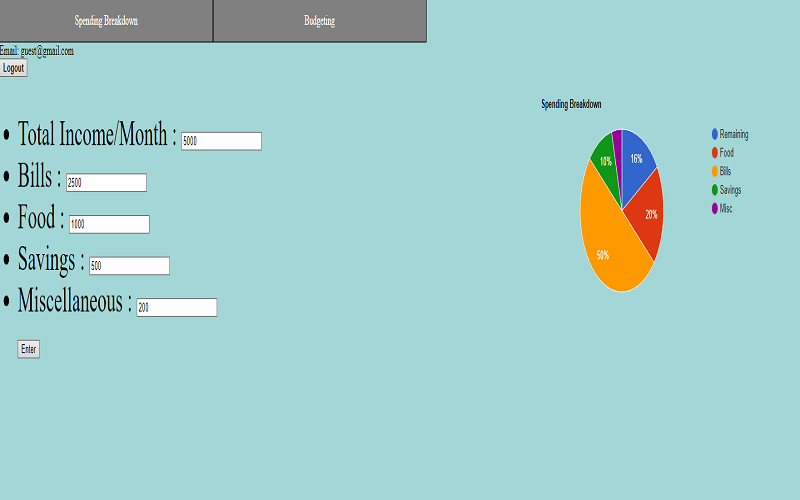 Spending Breakdown
Budgeting
Email: guest@gmail.com
Logout
Total Income/Month : 5000
Bills : 2500
Food : 1000
Savings : 500
Miscellaneous : 200
Enter
Spending Breakdown
16%
20%
50%
10%
Remaining
Food
Bills
Savings
Misc